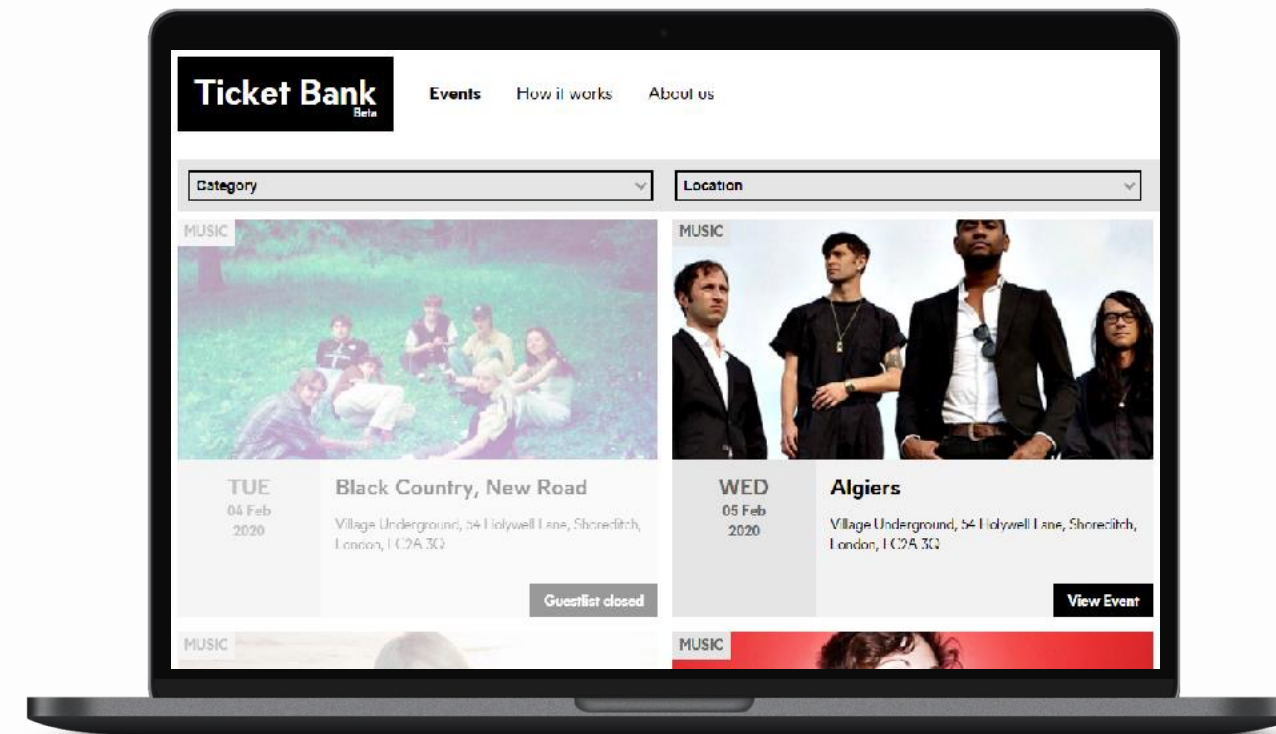 Ticket Bank
Beta
Events
How it works
About us
Category
Location
MUSIC
TUE
04 Feb
2020
Black Country, New Road
Village Underground, 54 Holywell Lane, Shoreditch,
London, EC2A 3Q
Guestlist closed
MUSIC
WED
05 Feb
2020
Algiers
Village Underground, 54 Holywell Lane, Shoreditch,
London, EC2A 3Q
View Event
MUSIC
MUSIC